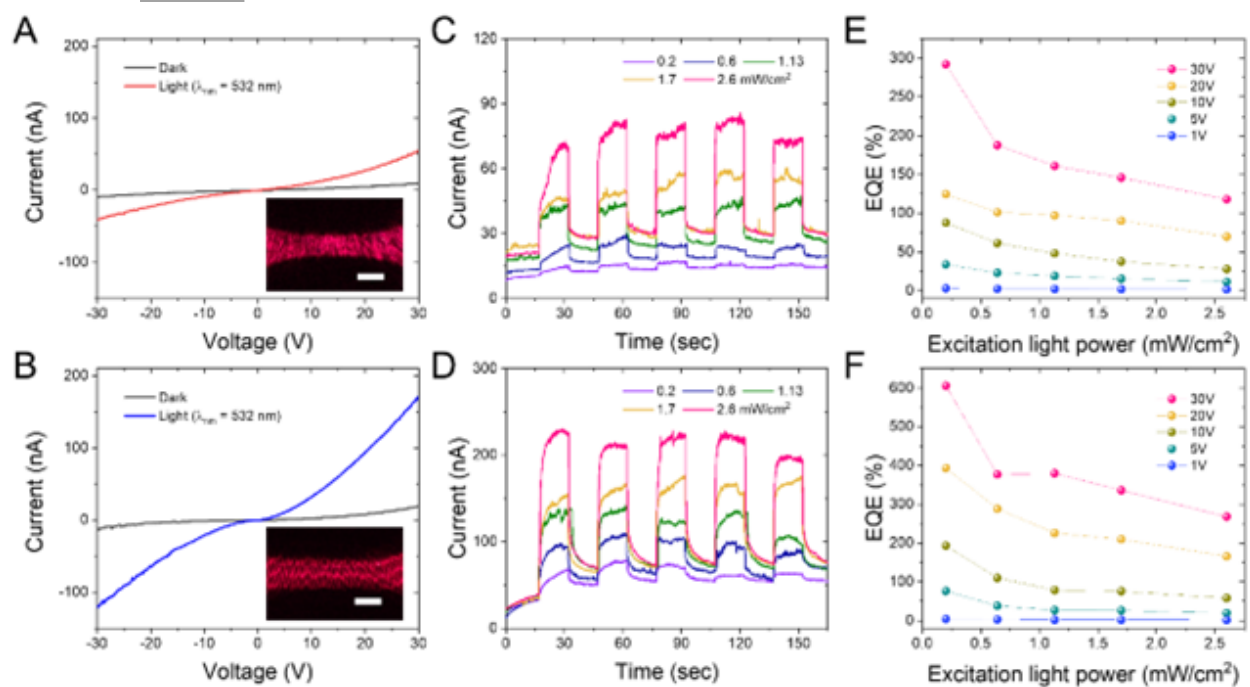 A
Current (nA)
200
100
0
-100
-30
-20
-10
0
10
20
30
Voltage (V)
Dark
Light (λ = 532 nm)
C
Current (nA)
120
90
60
30
0
0
30
60
90
120
150
Time (sec)
0.2 0.6 1.13
1.7 2.6 mW/cm²
E
EQE (%)
300
250
200
150
100
50
0
0.0
0.5
1.0
1.5
2.0
2.5
Excitation light power (mW/cm²)
30V
20V
10V
5V
1V
B
Current (nA)
200
100
0
-100
-30
-20
-10
0
10
20
30
Voltage (V)
Dark
Light (λ = 532 nm)
D
Current (nA)
300
200
100
0
0
30
60
90
120
150
Time (sec)
0.2 0.6 1.13
1.7 2.6 mW/cm²
F
EQE (%)
600
500
400
300
200
100
0
0.0
0.5
1.0
1.5
2.0
2.5
Excitation light power (mW/cm²)
30V
20V
10V
5V
1V